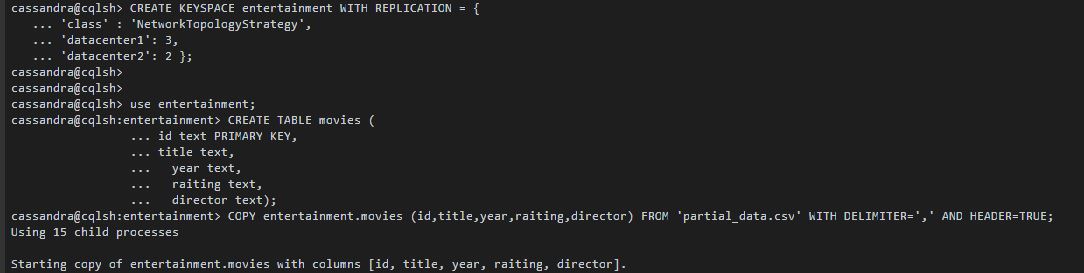 cassandra@cqlsh> CREATE KEYSPACE entertainment WITH REPLICATION = {
... 'class' : 'NetworkTopologyStrategy',
... 'datacenter1': 3,
... 'datacenter2': 2 };
cassandra@cqlsh>
cassandra@cqlsh>
cassandra@cqlsh> use entertainment;
cassandra@cqlsh:entertainment> CREATE TABLE movies (
... id text PRIMARY KEY,
... title text,
... year text,
... raiting text,
... director text);
cassandra@cqlsh:entertainment> COPY entertainment.movies (id,title,year,raiting,director) FROM 'partial_data.csv' WITH DELIMITER=',' AND HEADER=TRUE;
Using 15 child processes
Starting copy of entertainment.movies with columns [id, title, year, raiting, director].